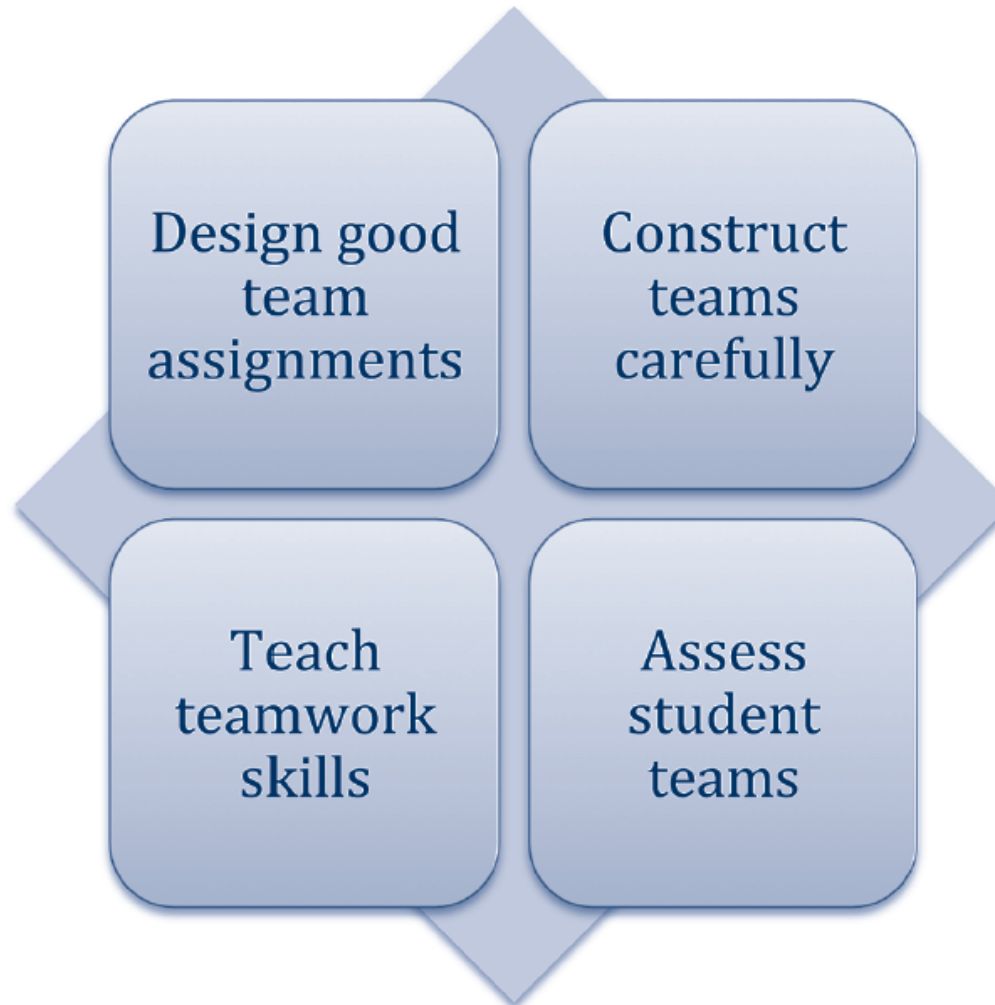 Design good
team
assignments
Construct
teams
carefully
Teach
teamwork
skills
Assess
student
teams